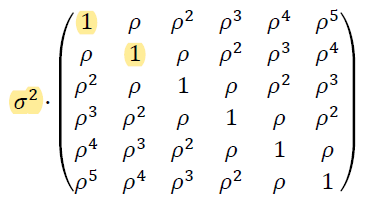 1 ρ ρ² ρ³ ρ⁴ ρ⁵
ρ 1 ρ ρ² ρ³ ρ⁴
ρ² ρ 1 ρ ρ² ρ³
σ² · ρ³ ρ² ρ 1 ρ ρ²
ρ⁴ ρ³ ρ² ρ 1 ρ
ρ⁵ ρ⁴ ρ³ ρ² ρ 1